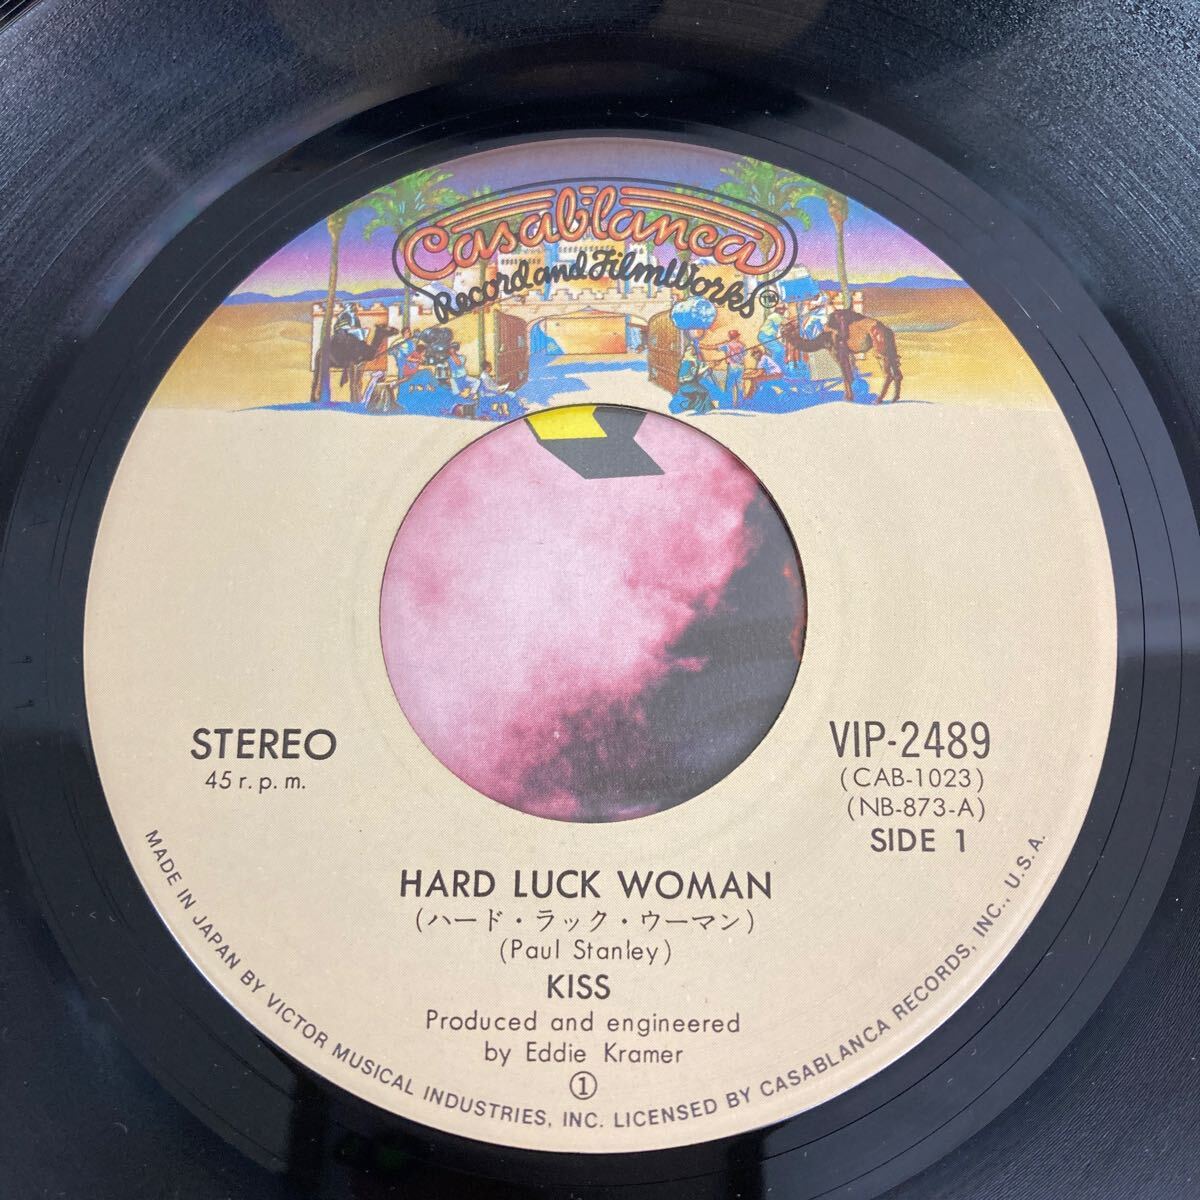 Casablanca
Record and FilmWorks™
STEREO
45 r.p.m.
VIP-2489
(CAB-1023)
(NB-873-A)
SIDE 1
HARD LUCK WOMAN
(ハード・ラック・ウーマン)
(Paul Stanley)
KISS
Produced and engineered
by Eddie Kramer
①
MADE IN JAPAN BY VICTOR MUSICAL INDUSTRIES, INC. LICENSED BY CASABLANCA RECORDS, INC., U.S.A.